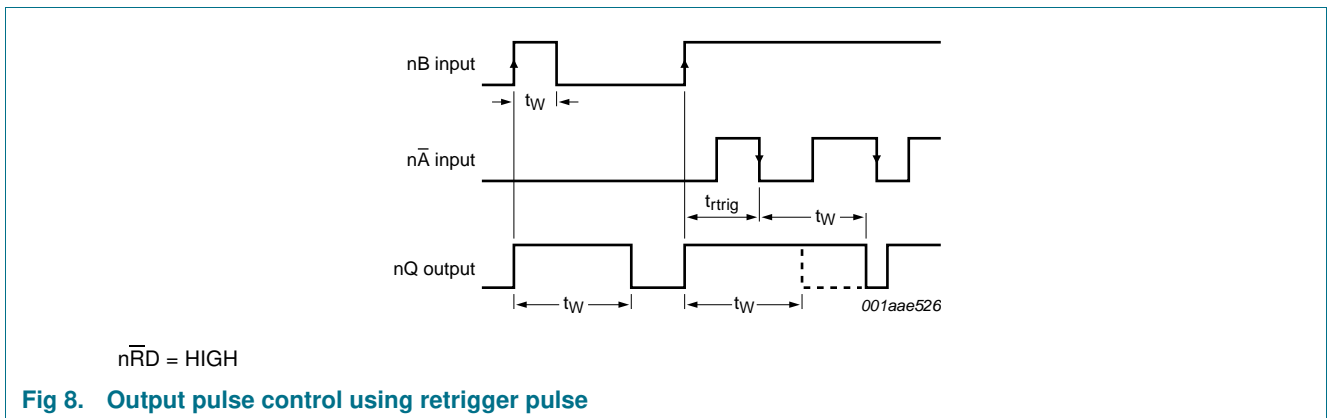 nB input
tW
nA̅ input
trtrig
tW
nQ output
tW
tW
001aae526
nR̅D = HIGH
Fig 8. Output pulse control using retrigger pulse